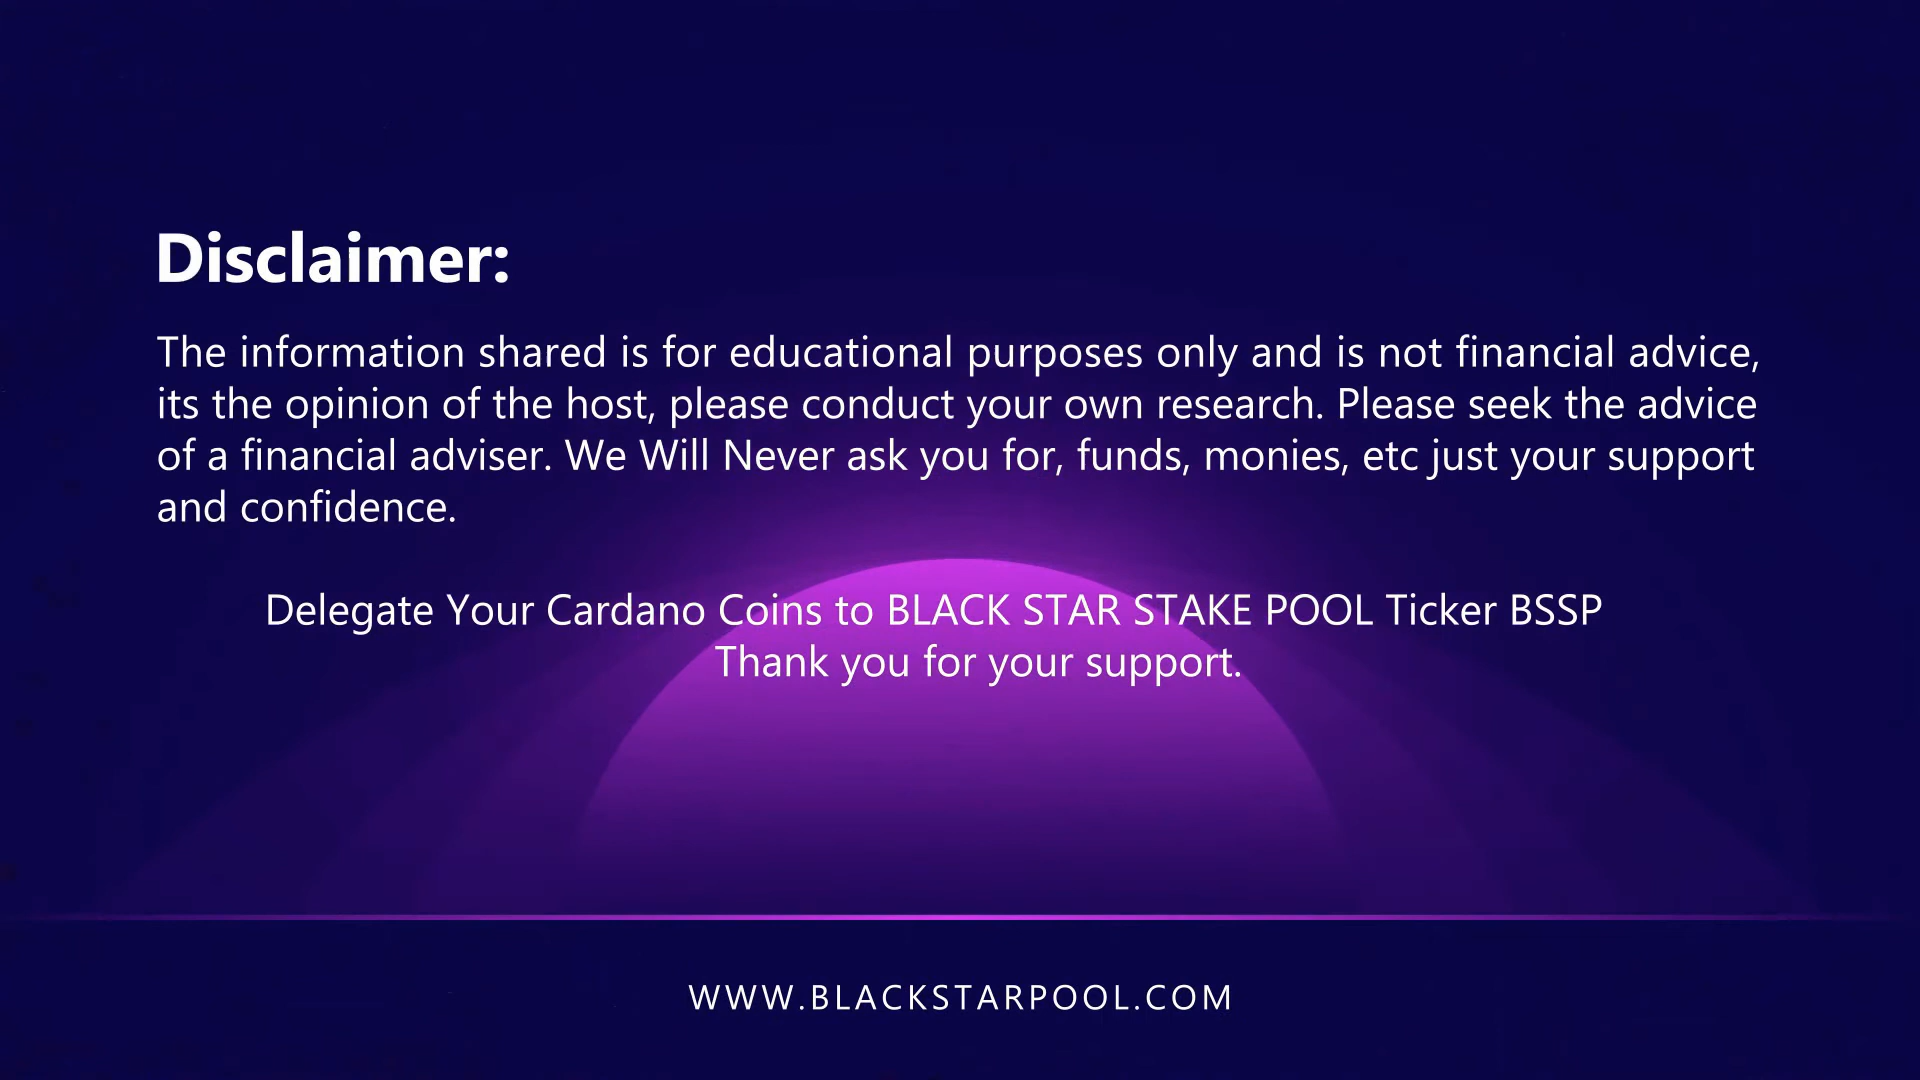 Disclaimer:
The information shared is for educational purposes only and is not financial advice,
its the opinion of the host, please conduct your own research. Please seek the advice
of a financial adviser. We Will Never ask you for, funds, monies, etc just your support
and confidence.
Delegate Your Cardano Coins to BLACK STAR STAKE POOL Ticker BSSP
Thank you for your support.
WWW.BLACKSTARPOOL.COM